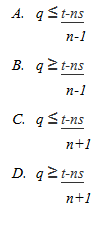 A. q ≤ t-ns
n-1
B. q ≥ t-ns
n-1
C. q ≤ t-ns
n+1
D. q ≥ t-ns
n+1